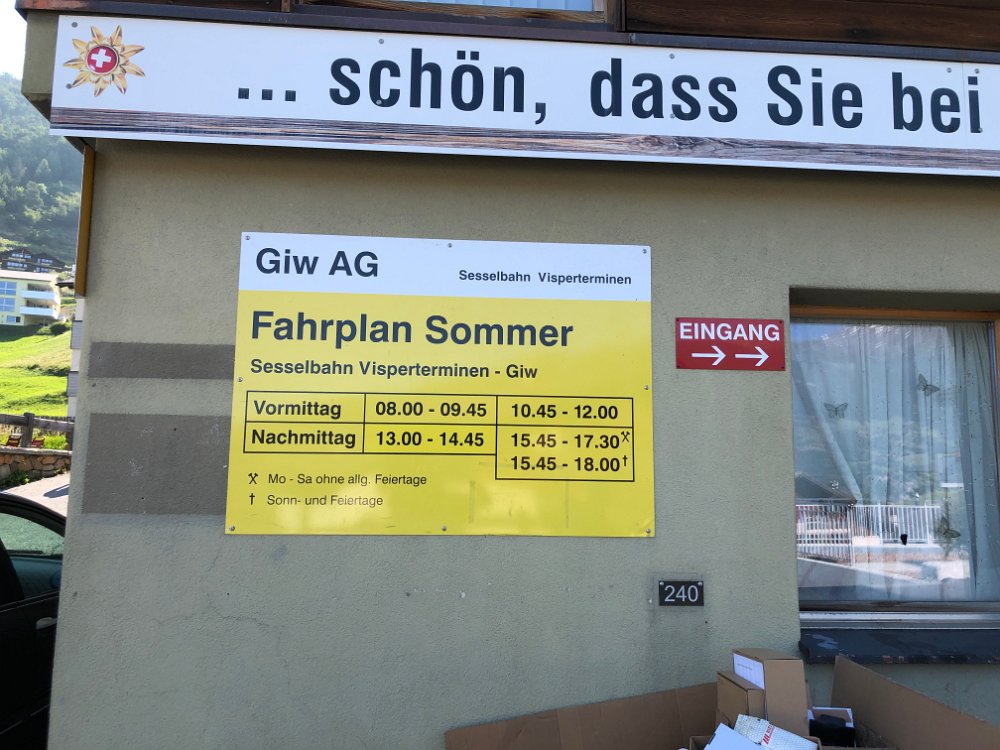 ... schön, dass Sie bei
Giw AG
Sesselbahn Visperterminen
Fahrplan Sommer
Sesselbahn Visperterminen - Giw
Vormittag 08.00 - 09.45 10.45 - 12.00
Nachmittag 13.00 - 14.45 15.45 - 17.30⚒
15.45 - 18.00†
⚒ Mo - Sa ohne allg. Feiertage
† Sonn- und Feiertage
EINGANG
240